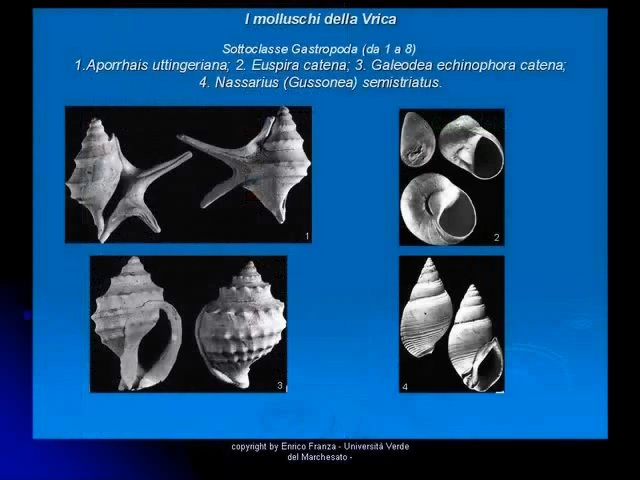 I molluschi della Vrica
Sottoclasse Gastropoda (da 1 a 8)
1.Aporrhais uttingeriana; 2. Euspira catena; 3. Galeodea echinophora catena;
4. Nassarius (Gussonea) semistriatus.
1
2
3
4
copyright by Enrico Franza - Università Verde
del Marchesato -